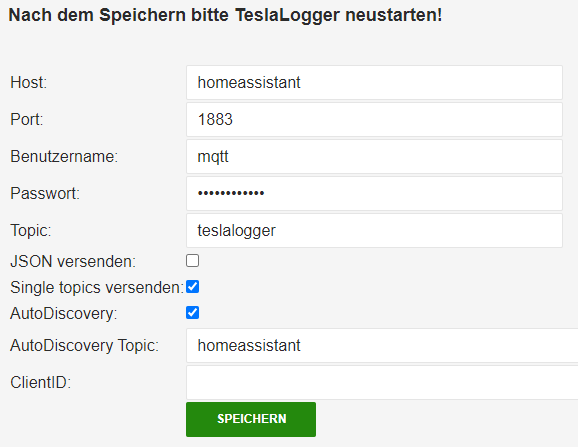 Nach dem Speichern bitte TeslaLogger neustarten!
Host: homeassistant
Port: 1883
Benutzername: mqtt
Passwort: ••••••••••••
Topic: teslalogger
JSON versenden:
Single topics versenden:
AutoDiscovery:
AutoDiscovery Topic: homeassistant
ClientID:
SPEICHERN